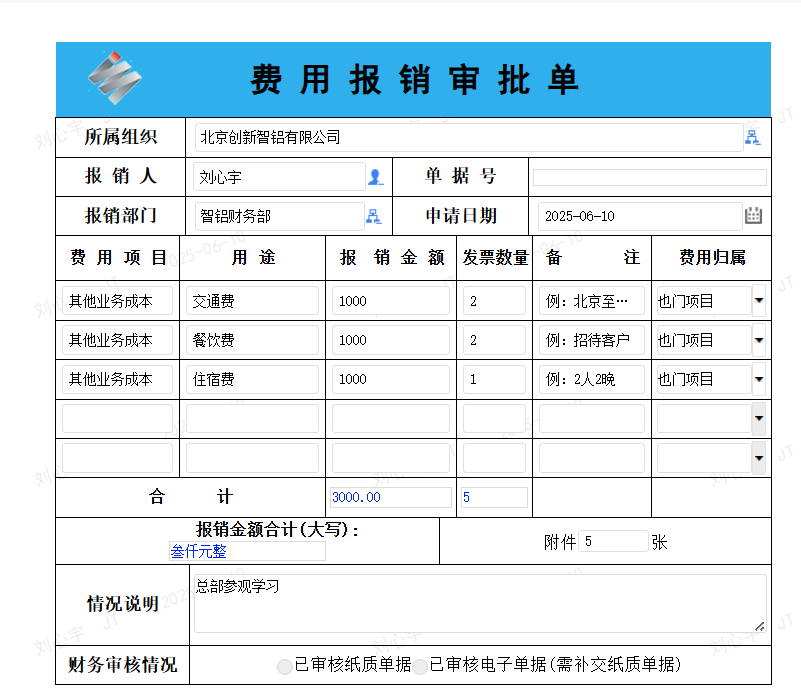 费用报销审批单
所属组织 北京创新智铝有限公司
报销人 刘心宇 单据号
报销部门 智铝财务部 申请日期 2025-06-10
费用项目 用途 报销金额 发票数量 备注 费用归属
其他业务成本 交通费 1000 2 例：北京至… 也门项目
其他业务成本 餐饮费 1000 2 例：招待客户 也门项目
其他业务成本 住宿费 1000 1 例：2人2晚 也门项目
合计 3000.00 5
报销金额合计(大写)：
叁仟元整
附件 5 张
情况说明 总部参观学习
财务审核情况 已审核纸质单据 已审核电子单据(需补交纸质单据)